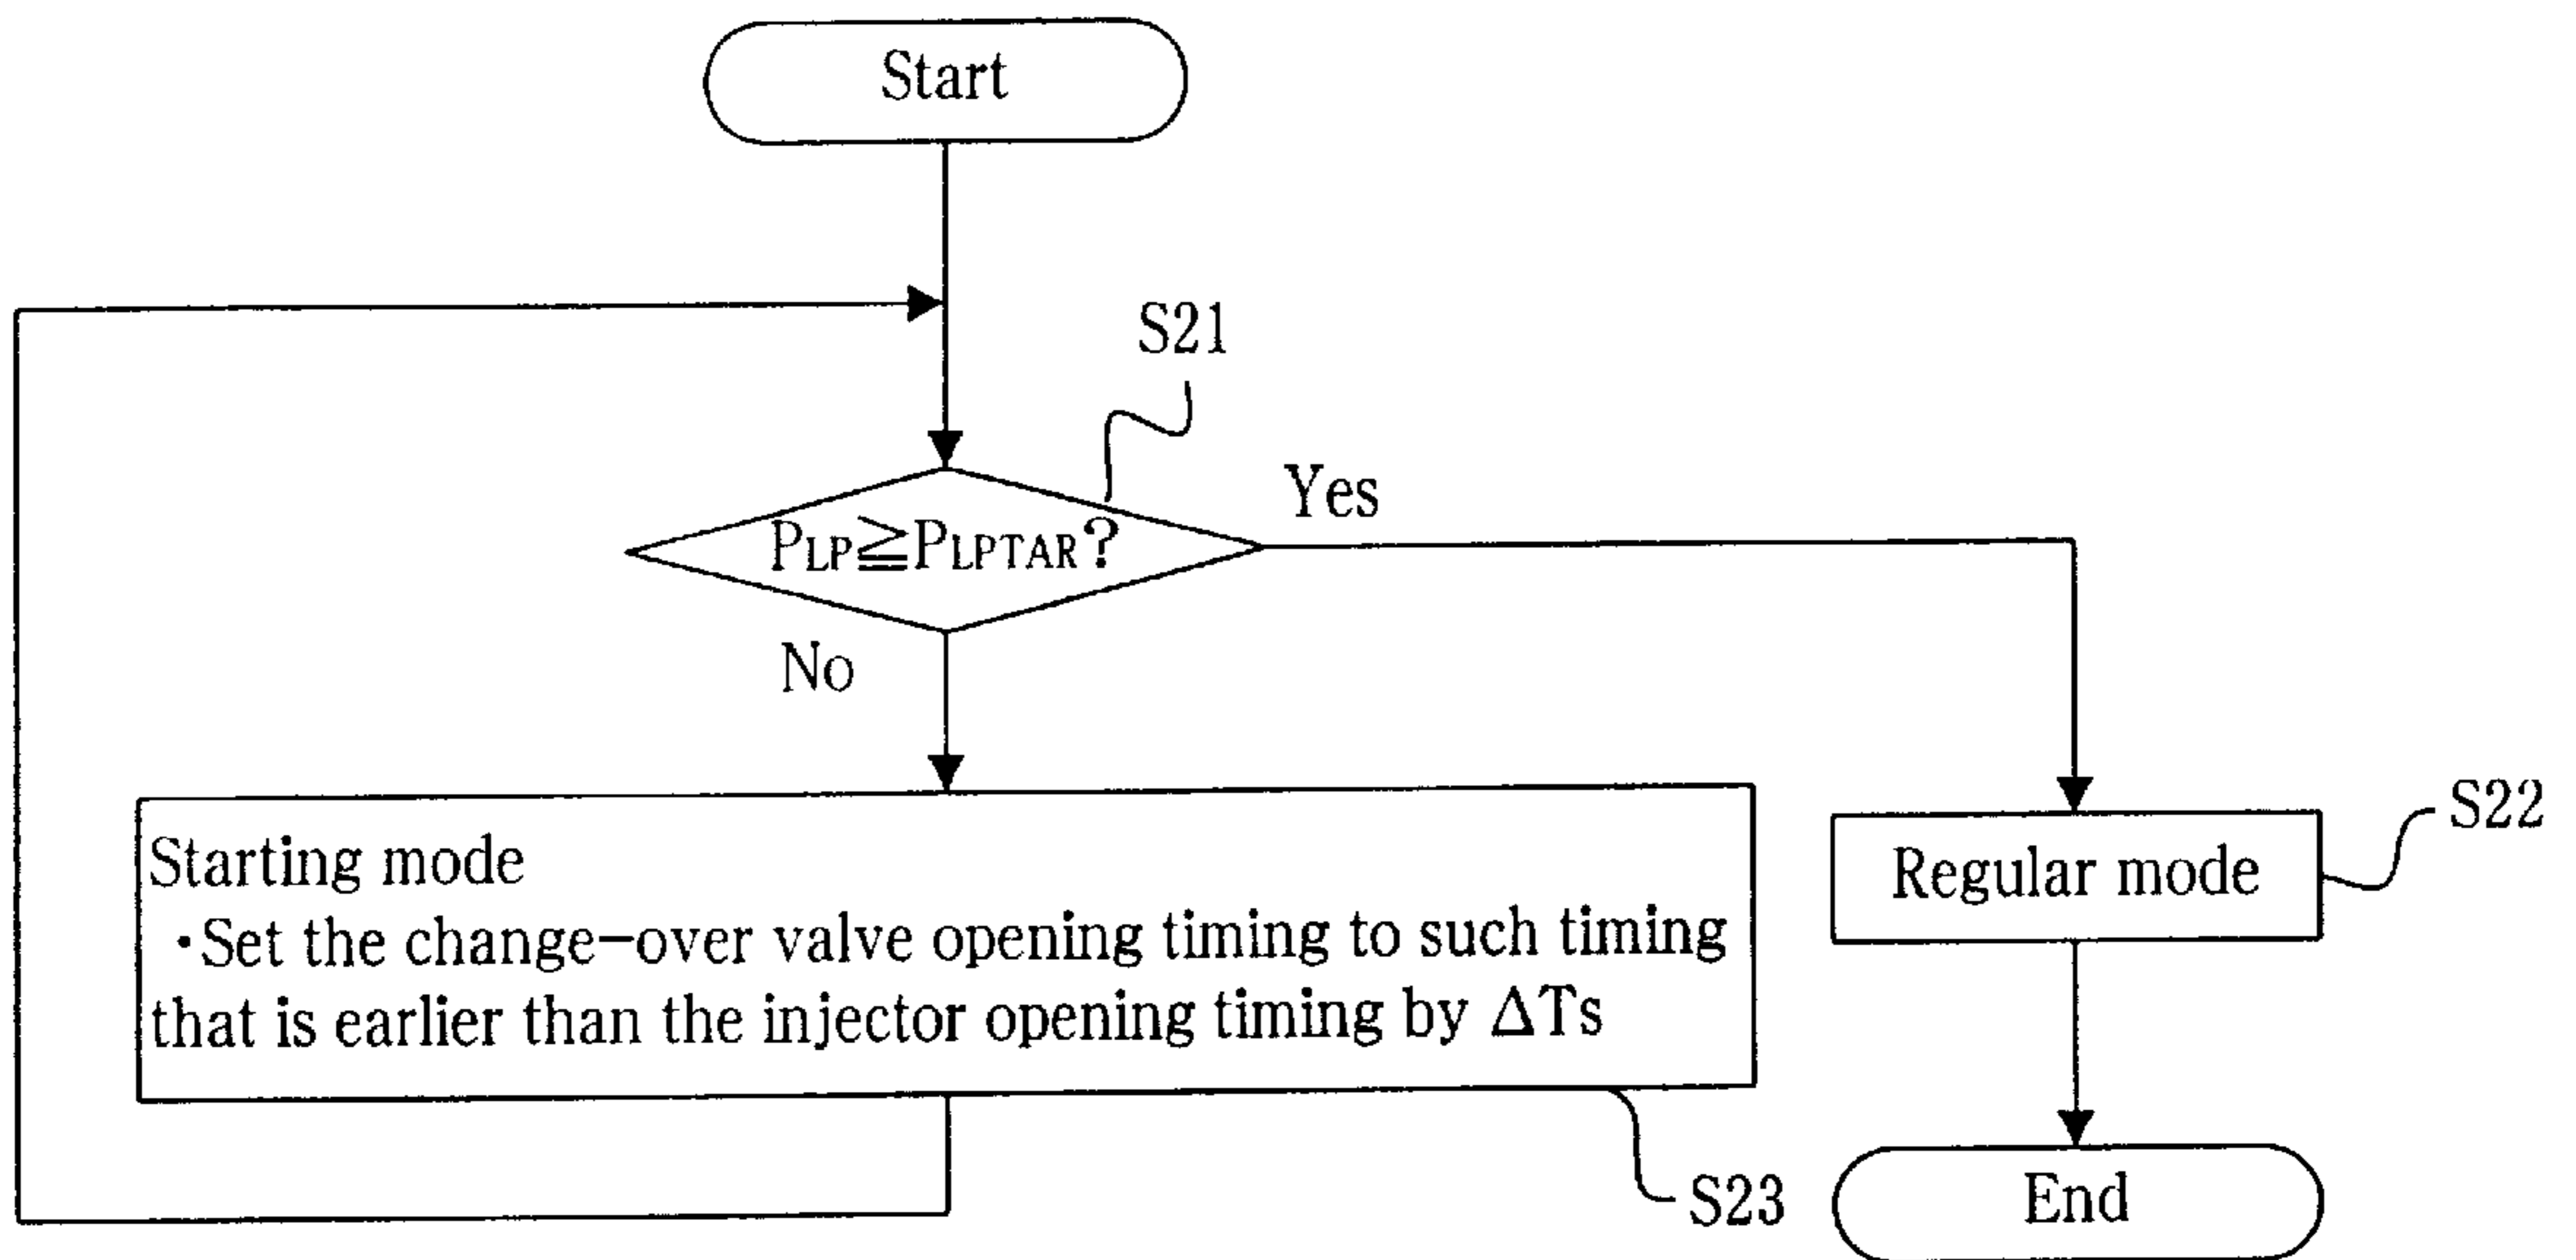 Start
S21
PLP≧PLPTAR?
Yes
No
Starting mode
・Set the change-over valve opening timing to such timing
that is earlier than the injector opening timing by ΔTs
Regular mode
S22
S23
End